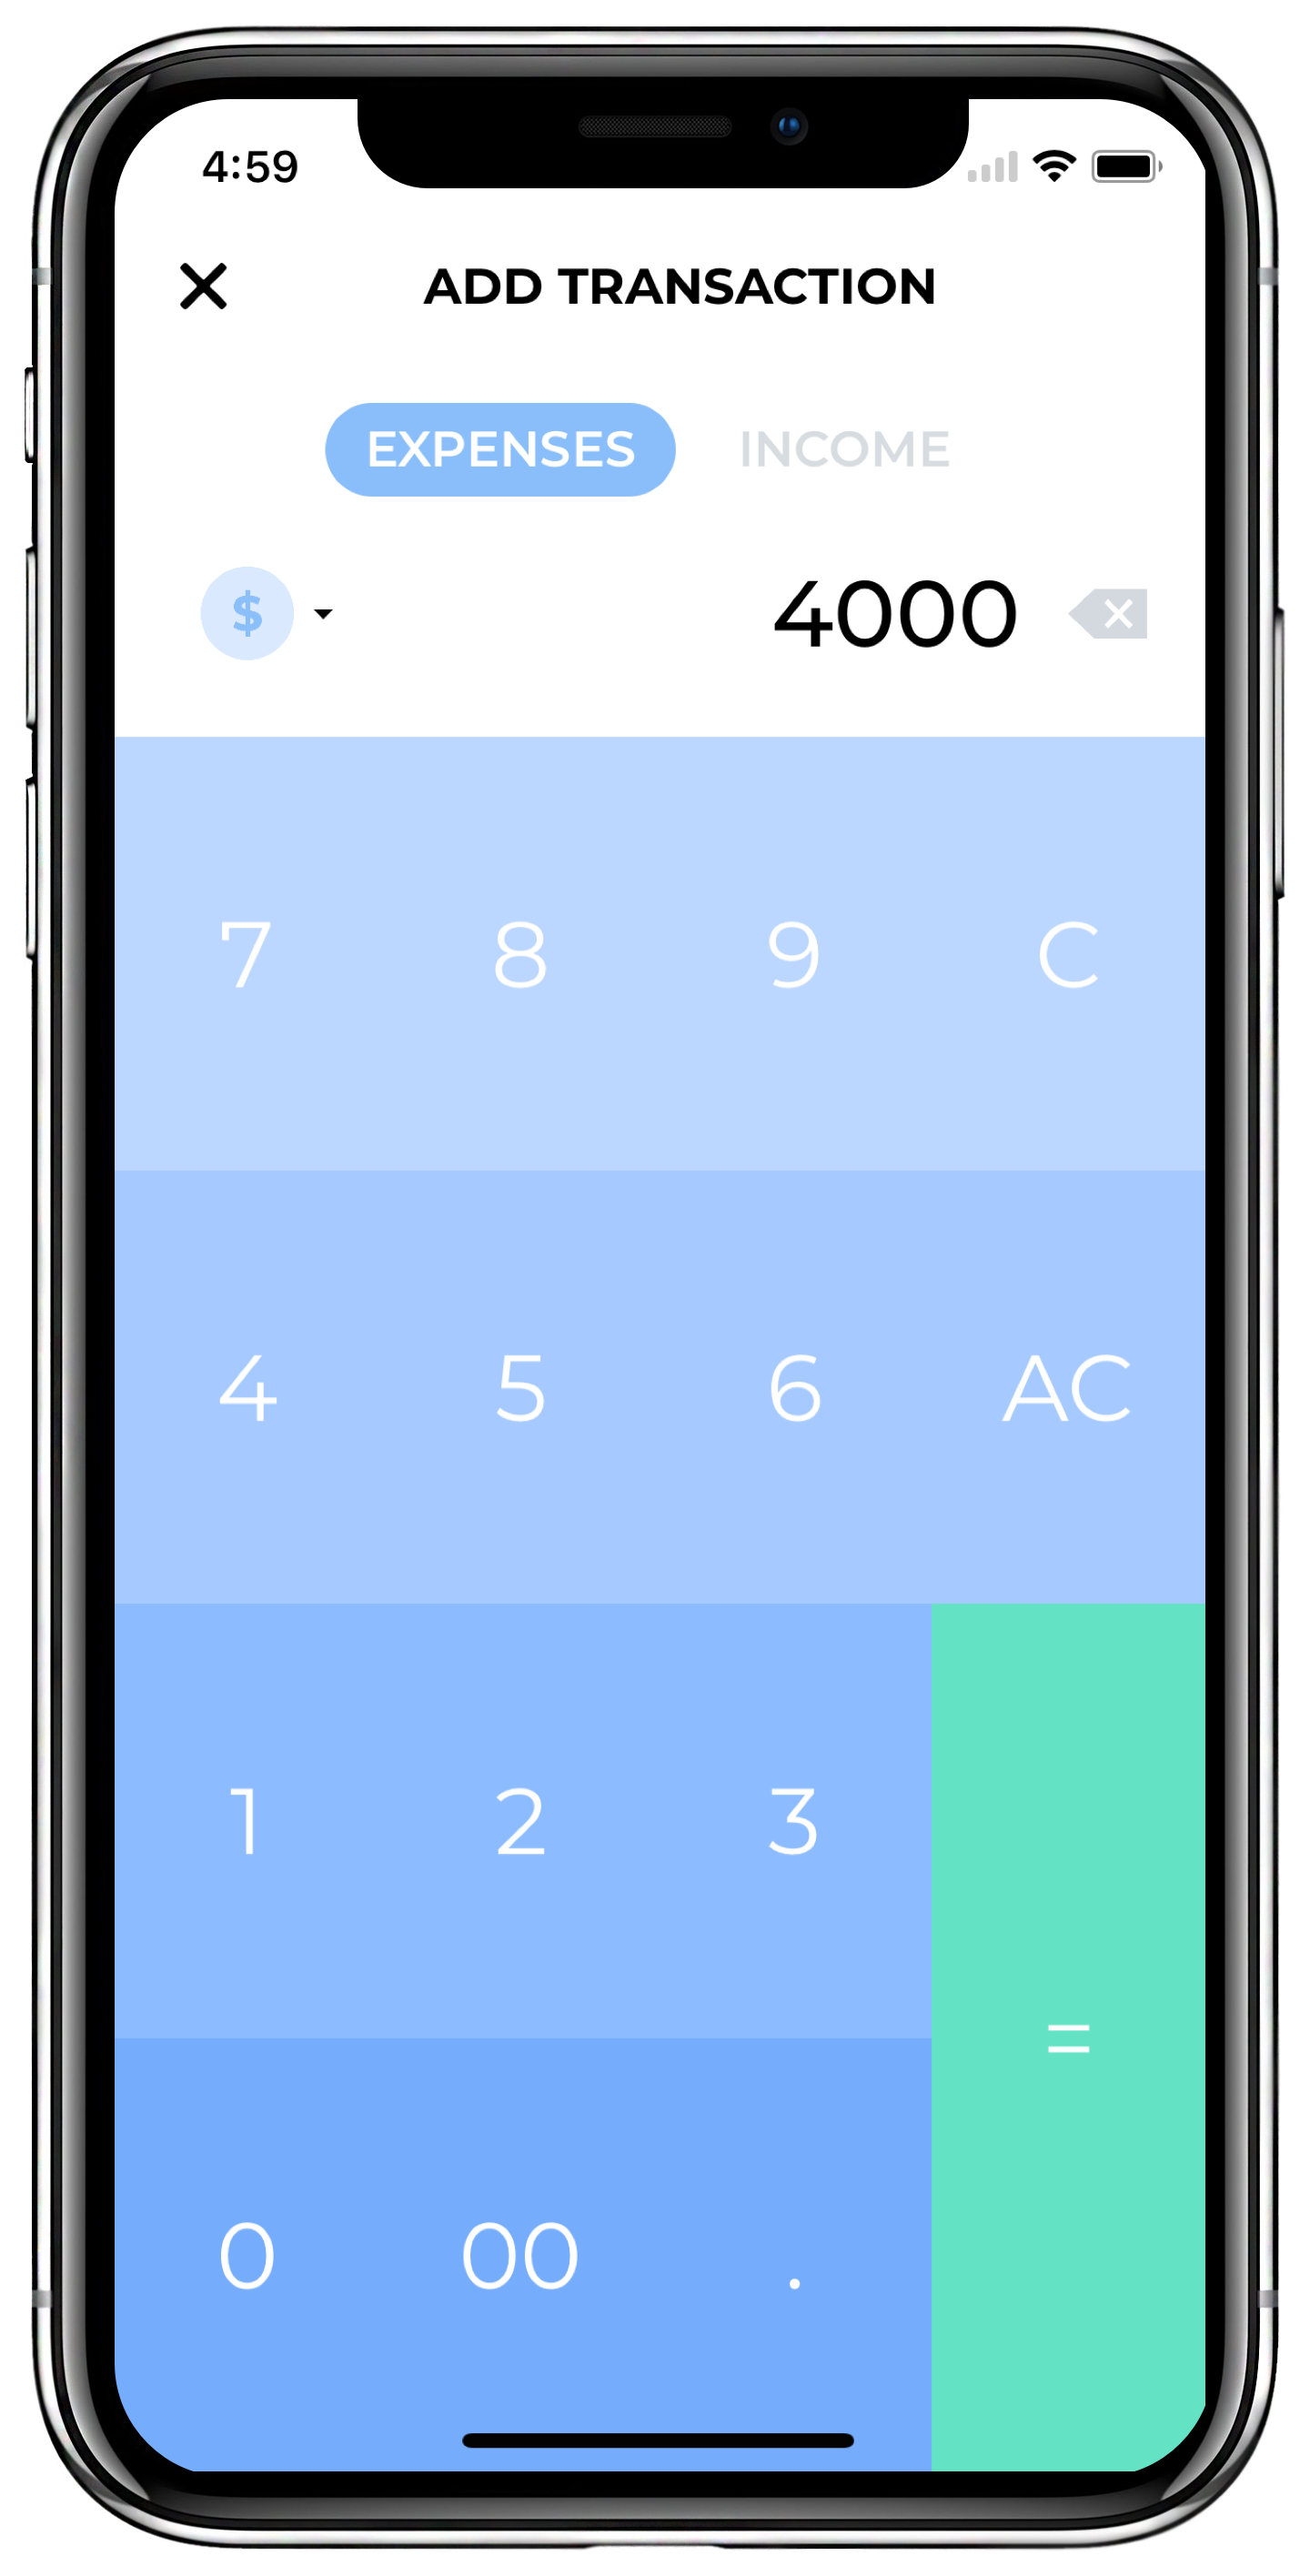 4:59
ADD TRANSACTION
EXPENSES INCOME
$ 4000
7 8 9 C
4 5 6 AC
1 2 3
=
0 00 .